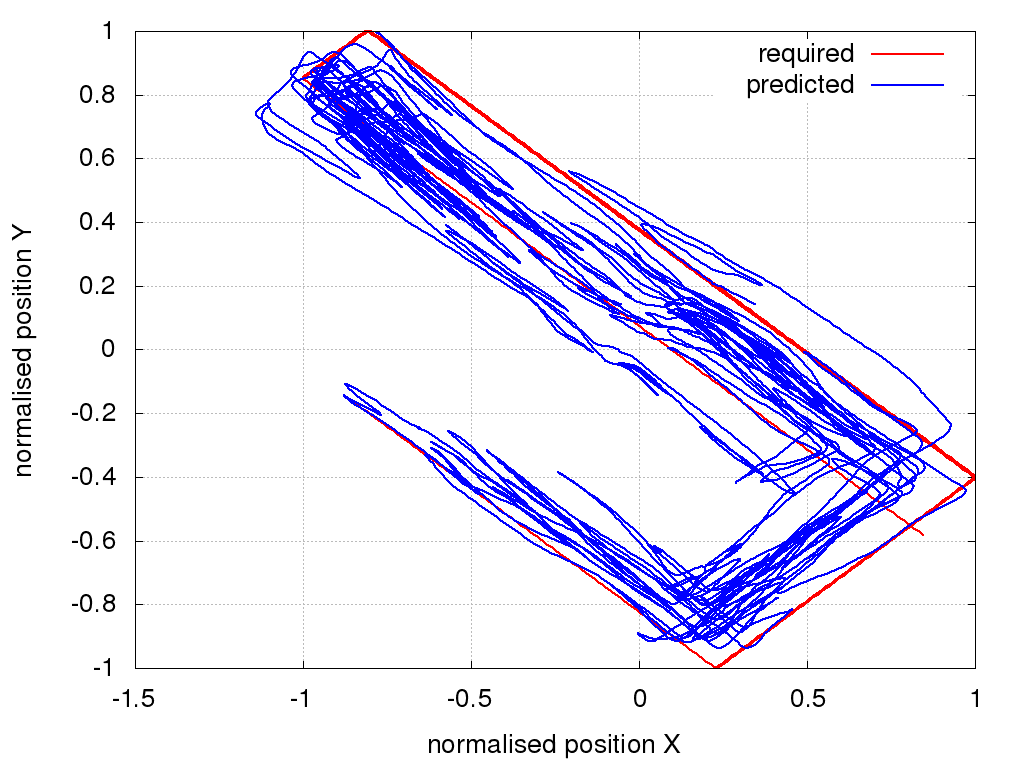 required
predicted
1
0.8
0.6
0.4
0.2
0
-0.2
-0.4
-0.6
-0.8
-1
-1.5 -1 -0.5 0 0.5 1
normalised position X
normalised position Y